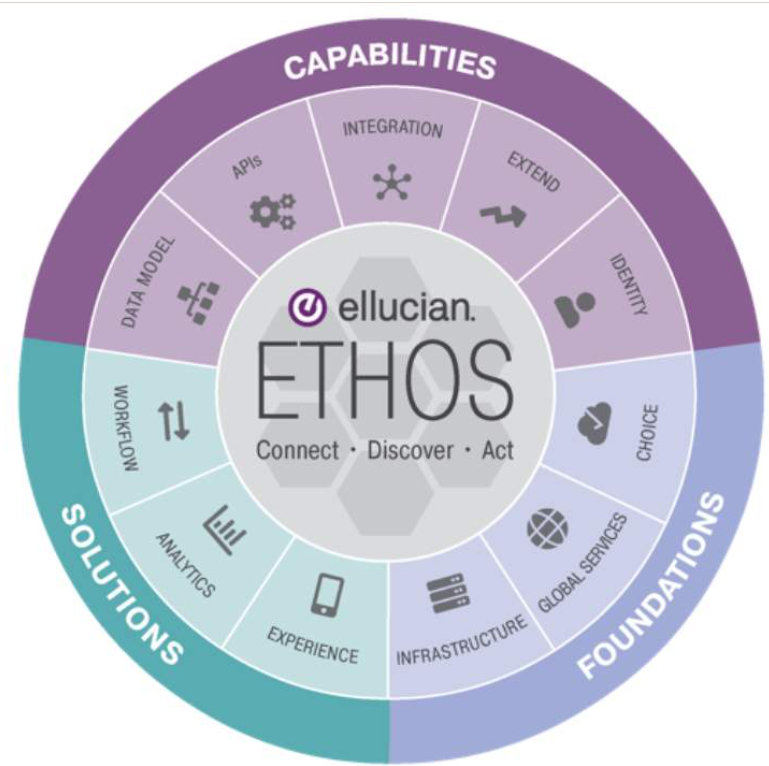 CAPABILITIES
DATA MODEL
APIs
INTEGRATION
EXTEND
IDENTITY
ellucian.
ETHOS
Connect · Discover · Act
WORKFLOW
ANALYTICS
EXPERIENCE
INFRASTRUCTURE
GLOBAL SERVICES
CHOICE
SOLUTIONS
FOUNDATIONS